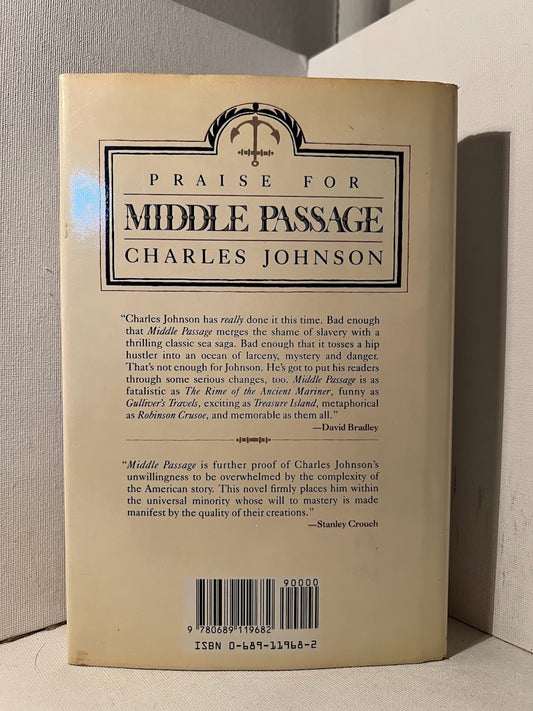 PRAISE FOR
MIDDLE PASSAGE
CHARLES JOHNSON
“Charles Johnson has really done it this time. Bad enough
that Middle Passage merges the shame of slavery with a
thrilling classic sea saga. Bad enough that it tosses a hip
hustler into an ocean of larceny, mystery and danger.
That’s not enough for Johnson. He’s got to put his readers
through some serious changes, too. Middle Passage is as
fatalistic as The Rime of the Ancient Mariner, funny as
Gulliver’s Travels, exciting as Treasure Island, metaphorical
as Robinson Crusoe, and memorable as them all.”
—David Bradley
“Middle Passage is further proof of Charles Johnson’s
unwillingness to be overwhelmed by the complexity of
the American story. This novel firmly places him within
the universal minority whose will to mastery is made
manifest by the quality of their creations.”
—Stanley Crouch
90000
9 780689 119682
ISBN 0-689-11968-2